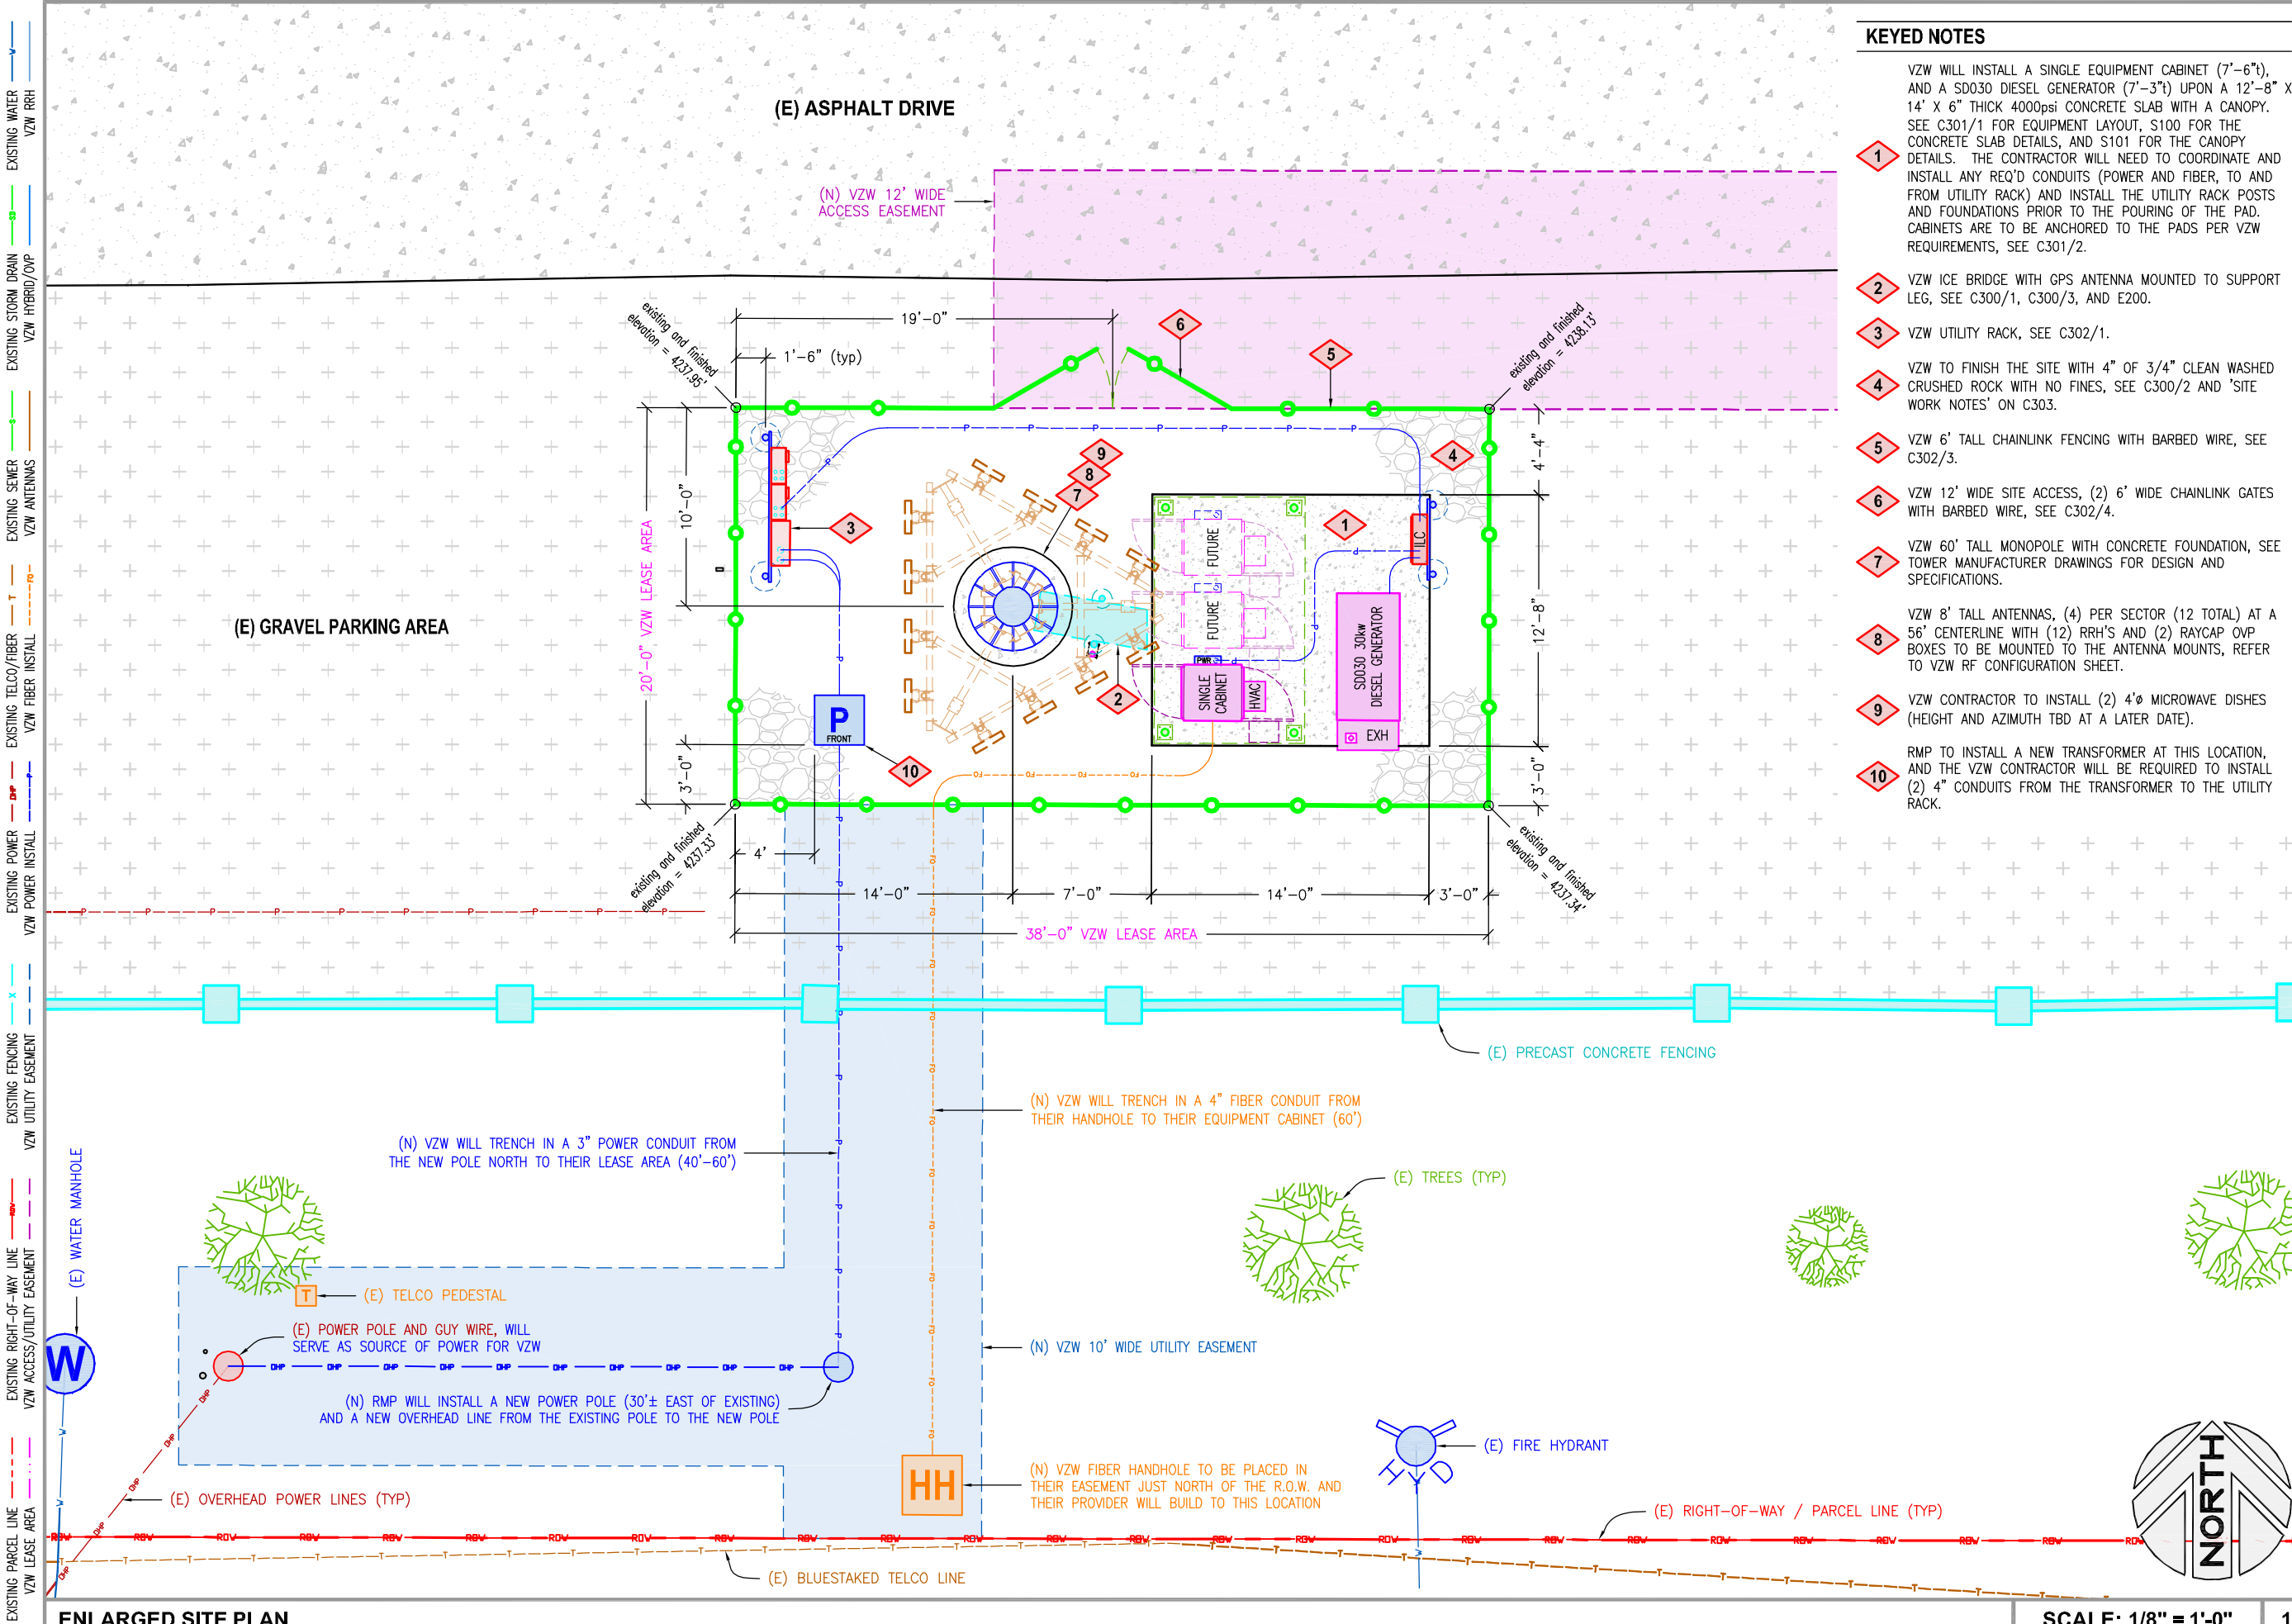 KEYED NOTES
VZW WILL INSTALL A SINGLE EQUIPMENT CABINET (7'-6"t),
AND A SD030 DIESEL GENERATOR (7'-3"t) UPON A 12'-8" X
14' X 6" THICK 4000psi CONCRETE SLAB WITH A CANOPY.
SEE C301/1 FOR EQUIPMENT LAYOUT, S100 FOR THE
CONCRETE SLAB DETAILS, AND S101 FOR THE CANOPY
1
DETAILS. THE CONTRACTOR WILL NEED TO COORDINATE AND
INSTALL ANY REQ'D CONDUITS (POWER AND FIBER, TO AND
FROM UTILITY RACK) AND INSTALL THE UTILITY RACK POSTS
AND FOUNDATIONS PRIOR TO THE POURING OF THE PAD.
CABINETS ARE TO BE ANCHORED TO THE PADS PER VZW
REQUIREMENTS, SEE C301/2.
2
VZW ICE BRIDGE WITH GPS ANTENNA MOUNTED TO SUPPORT
LEG, SEE C300/1, C300/3, AND E200.
3
VZW UTILITY RACK, SEE C302/1.
4
VZW TO FINISH THE SITE WITH 4" OF 3/4" CLEAN WASHED
CRUSHED ROCK WITH NO FINES, SEE C300/2 AND 'SITE
WORK NOTES' ON C303.
5
VZW 6' TALL CHAINLINK FENCING WITH BARBED WIRE, SEE
C302/3.
6
VZW 12' WIDE SITE ACCESS, (2) 6' WIDE CHAINLINK GATES
WITH BARBED WIRE, SEE C302/4.
7
VZW 60' TALL MONOPOLE WITH CONCRETE FOUNDATION, SEE
TOWER MANUFACTURER DRAWINGS FOR DESIGN AND
SPECIFICATIONS.
8
VZW 8' TALL ANTENNAS, (4) PER SECTOR (12 TOTAL) AT A
56' CENTERLINE WITH (12) RRH'S AND (2) RAYCAP OVP
BOXES TO BE MOUNTED TO THE ANTENNA MOUNTS, REFER
TO VZW RF CONFIGURATION SHEET.
9
VZW CONTRACTOR TO INSTALL (2) 4'ø MICROWAVE DISHES
(HEIGHT AND AZIMUTH TBD AT A LATER DATE).
10
RMP TO INSTALL A NEW TRANSFORMER AT THIS LOCATION,
AND THE VZW CONTRACTOR WILL BE REQUIRED TO INSTALL
(2) 4" CONDUITS FROM THE TRANSFORMER TO THE UTILITY
RACK.
(E) ASPHALT DRIVE
(N) VZW 12' WIDE
ACCESS EASEMENT
existing and finished
elevation = 4237.95'
19'-0"
1'-6" (typ)
6
5
existing and finished
elevation = 4238.13'
20'-0" VZW LEASE AREA
10'-0"
3'-0"
4'-4"
12'-8"
3'-0"
9
8
7
4
3
1
2
10
FUTURE
FUTURE
PWR
SINGLE
CABINET
HVAC
ILC
SD030 30kw
DIESEL GENERATOR
EXH
P
FRONT
(E) GRAVEL PARKING AREA
existing and finished
elevation = 4237.33'
existing and finished
elevation = 4237.34'
4'
14'-0"
7'-0"
14'-0"
3'-0"
38'-0" VZW LEASE AREA
(E) PRECAST CONCRETE FENCING
(N) VZW WILL TRENCH IN A 4" FIBER CONDUIT FROM
THEIR HANDHOLE TO THEIR EQUIPMENT CABINET (60')
(N) VZW WILL TRENCH IN A 3" POWER CONDUIT FROM
THE NEW POLE NORTH TO THEIR LEASE AREA (40'-60')
(E) WATER MANHOLE
W
(E) TREES (TYP)
T
(E) TELCO PEDESTAL
(E) POWER POLE AND GUY WIRE, WILL
SERVE AS SOURCE OF POWER FOR VZW
(N) VZW 10' WIDE UTILITY EASEMENT
(N) RMP WILL INSTALL A NEW POWER POLE (30'± EAST OF EXISTING)
AND A NEW OVERHEAD LINE FROM THE EXISTING POLE TO THE NEW POLE
HYD
(E) FIRE HYDRANT
HH
(N) VZW FIBER HANDHOLE TO BE PLACED IN
THEIR EASEMENT JUST NORTH OF THE R.O.W. AND
THEIR PROVIDER WILL BUILD TO THIS LOCATION
(E) OVERHEAD POWER LINES (TYP)
(E) RIGHT-OF-WAY / PARCEL LINE (TYP)
(E) BLUESTAKED TELCO LINE
NORTH
EXISTING PARCEL LINE
VZW LEASE AREA
EXISTING RIGHT-OF-WAY LINE
VZW ACCESS/UTILITY EASEMENT
EXISTING FENCING
VZW UTILITY EASEMENT
EXISTING POWER
VZW POWER INSTALL
EXISTING TELCO/FIBER
VZW FIBER INSTALL
EXISTING SEWER
VZW ANTENNAS
EXISTING STORM DRAIN
VZW HYBRID/OVP
EXISTING WATER
VZW RRH
ENLARGED SITE PLAN
SCALE: 1/8" = 1'-0"
1